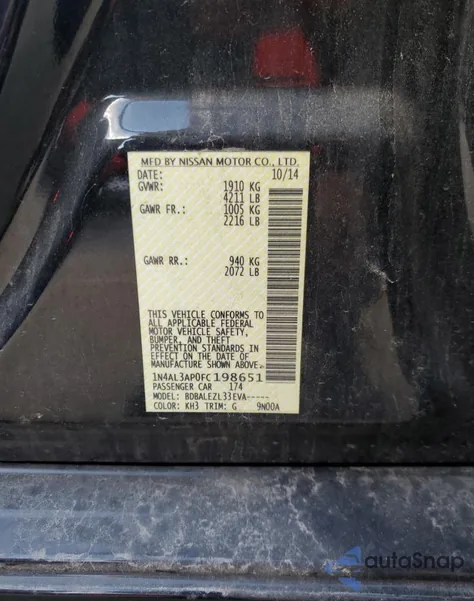 MFD BY NISSAN MOTOR CO., LTD.
DATE: 10/14
GVWR: 1910 KG
4211 LB
GAWR FR.: 1005 KG
2216 LB
GAWR RR.: 940 KG
2072 LB
THIS VEHICLE CONFORMS TO
ALL APPLICABLE FEDERAL
MOTOR VEHICLE SAFETY,
BUMPER, AND THEFT
PREVENTION STANDARDS IN
EFFECT ON THE DATE OF
MANUFACTURE SHOWN ABOVE.
1N4AL3AP0FC198651
PASSENGER CAR 174
MODEL: BDBALEZL33EVA-----
COLOR: KH3 TRIM: G 9N00A
autoSnap